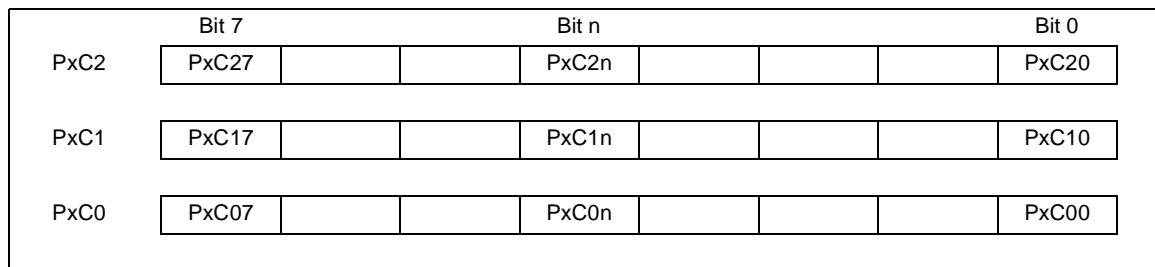 Bit 7 Bit n Bit 0
PxC2 PxC27 PxC2n PxC20
PxC1 PxC17 PxC1n PxC10
PxC0 PxC07 PxC0n PxC00